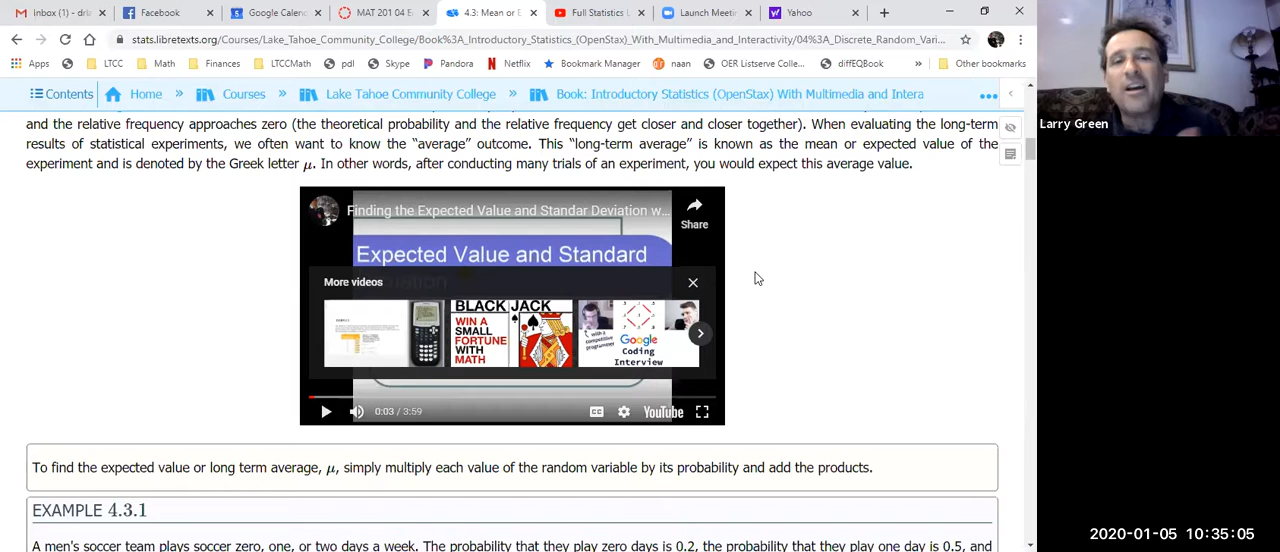 Inbox (1) - drla
Facebook
Google Calenc
MAT 201 04 E
4.3: Mean or E
Full Statistics L
Launch Meeti
Yahoo
stats.libretexts.org/Courses/Lake_Tahoe_Community_College/Book%3A_Introductory_Statistics_(OpenStax)_With_Multimedia_and_Interactivity/04%3A_Discrete_Random_Vari...
Apps
LTCC
Math
Finances
LTCCMath
pdl
Skype
Pandora
Netflix
Bookmark Manager
naan
OER Listserve Colle...
diffEQBook
»
Other bookmarks
Contents
Home
Courses
Lake Tahoe Community College
Book: Introductory Statistics (OpenStax) With Multimedia and Intera
and the relative frequency approaches zero (the theoretical probability and the relative frequency get closer and closer together). When evaluating the long-term
results of statistical experiments, we often want to know the "average" outcome. This "long-term average" is known as the mean or expected value of the
experiment and is denoted by the Greek letter μ. In other words, after conducting many trials of an experiment, you would expect this average value.
Finding the Expected Value and Standar Deviation w...
Share
Expected Value and Standard
More videos
BLACK JACK
WIN A
SMALL
FORTUNE
WITH
MATH
with a
competitive
programmer
Google
Coding
Interview
0:03 / 3:59
CC
YouTube
To find the expected value or long term average, μ, simply multiply each value of the random variable by its probability and add the products.
EXAMPLE 4.3.1
A men's soccer team plays soccer zero, one, or two days a week. The probability that they play zero days is 0.2, the probability that they play one day is 0.5, and
Larry Green
2020-01-05 10:35:05